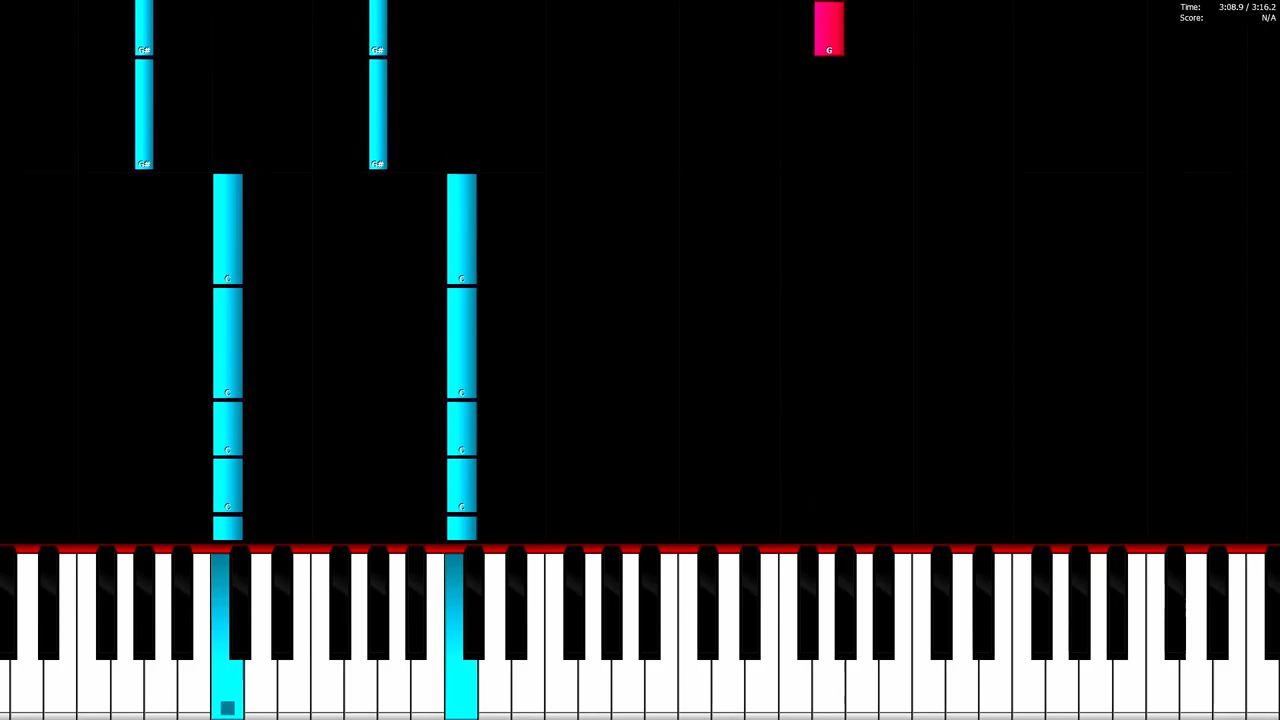 Time: 3:08.9 / 3:16.2
Score: N/A
G# G# G
G# G#
C C
C C
C C
C C